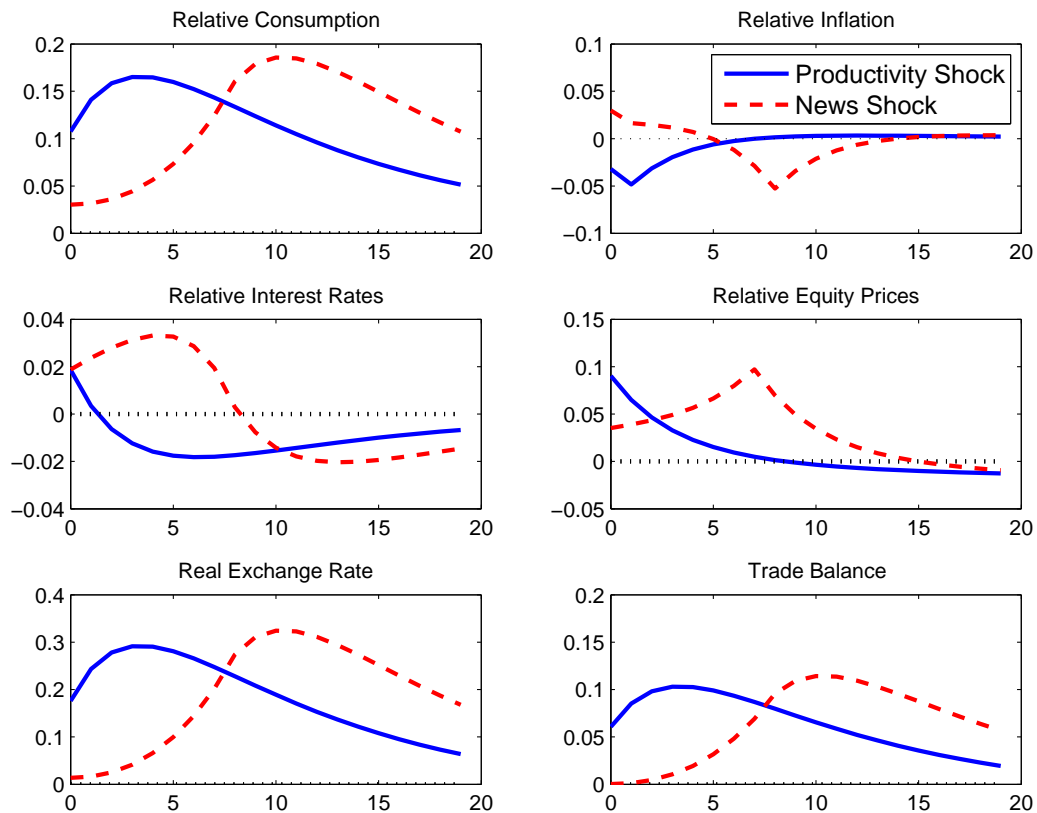 Relative Consumption
0.2
0.15
0.1
0.05
0
0 5 10 15 20
Relative Inflation
0.1
0.05
0
−0.05
−0.1
0 5 10 15 20
Productivity Shock
News Shock
Relative Interest Rates
0.04
0.02
0
−0.02
−0.04
0 5 10 15 20
Relative Equity Prices
0.15
0.1
0.05
0
−0.05
0 5 10 15 20
Real Exchange Rate
0.4
0.3
0.2
0.1
0
0 5 10 15 20
Trade Balance
0.2
0.15
0.1
0.05
0
0 5 10 15 20